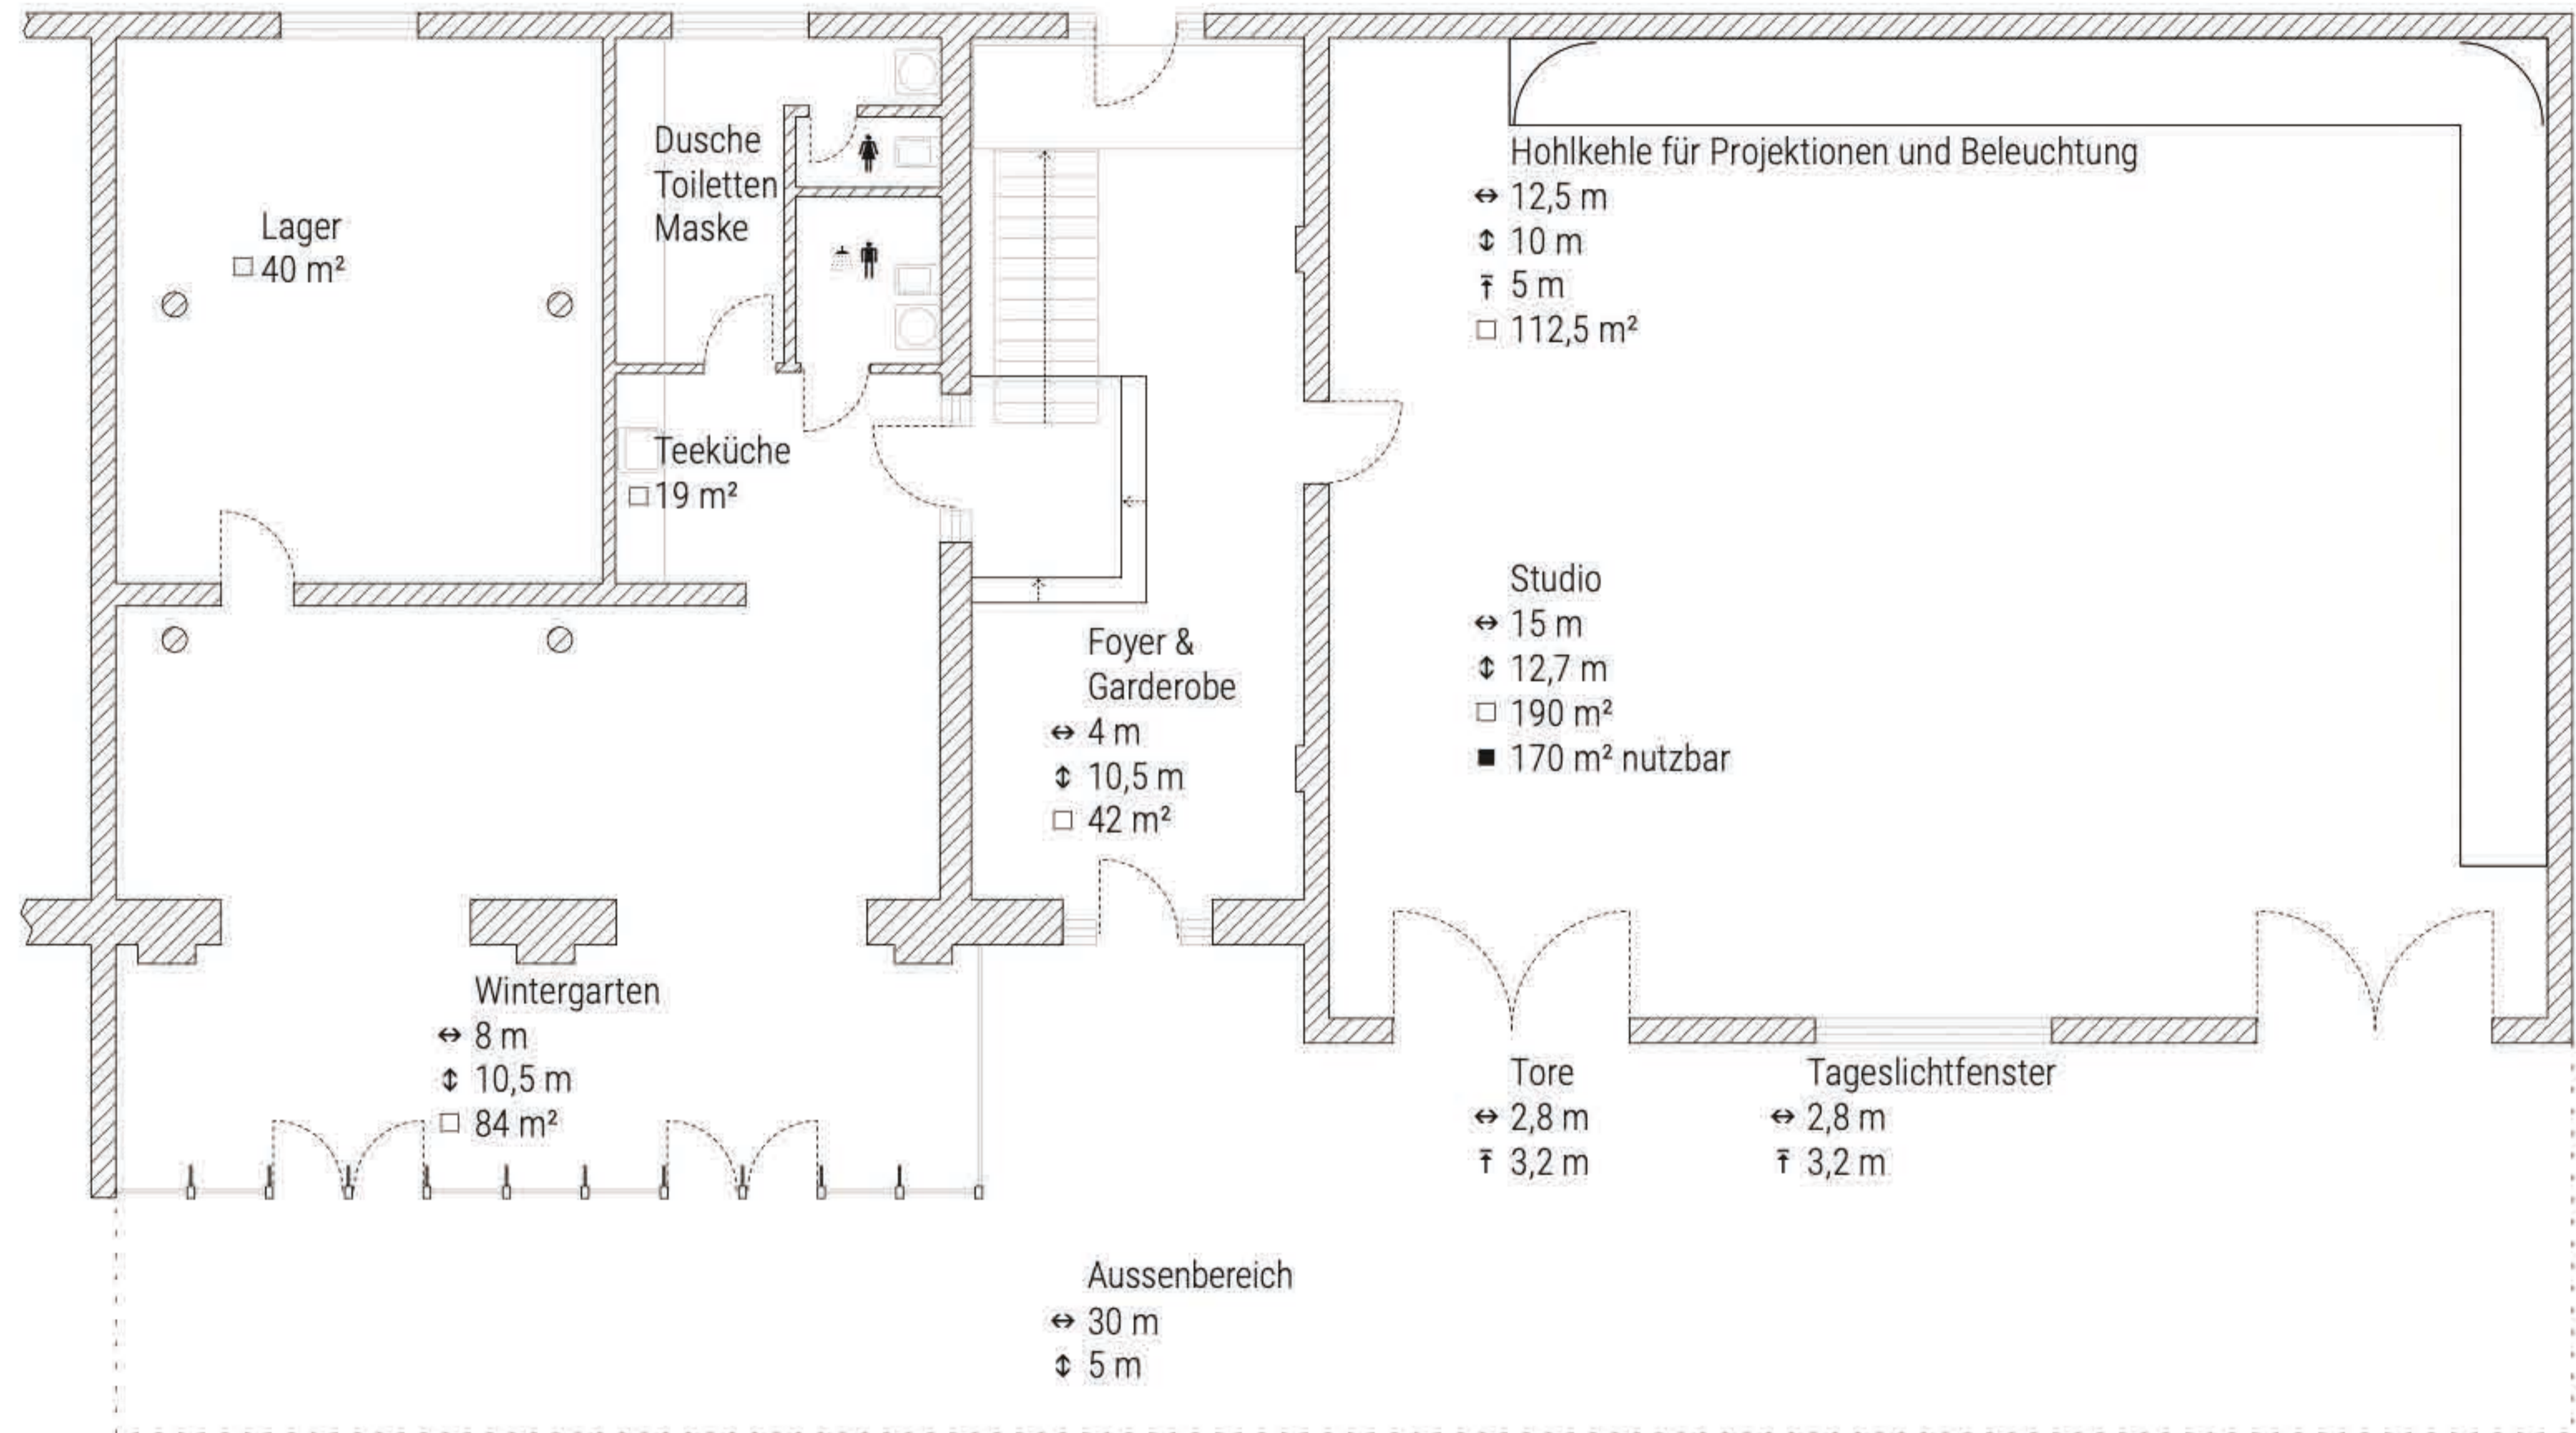 Lager
40 m²
Dusche
Toiletten
Maske
Teeküche
19 m²
Foyer &
Garderobe
4 m
10,5 m
42 m²
Hohlkehle für Projektionen und Beleuchtung
12,5 m
10 m
5 m
112,5 m²
Studio
15 m
12,7 m
190 m²
170 m² nutzbar
Wintergarten
8 m
10,5 m
84 m²
Tore
2,8 m
3,2 m
Tageslichtfenster
2,8 m
3,2 m
Aussenbereich
30 m
5 m